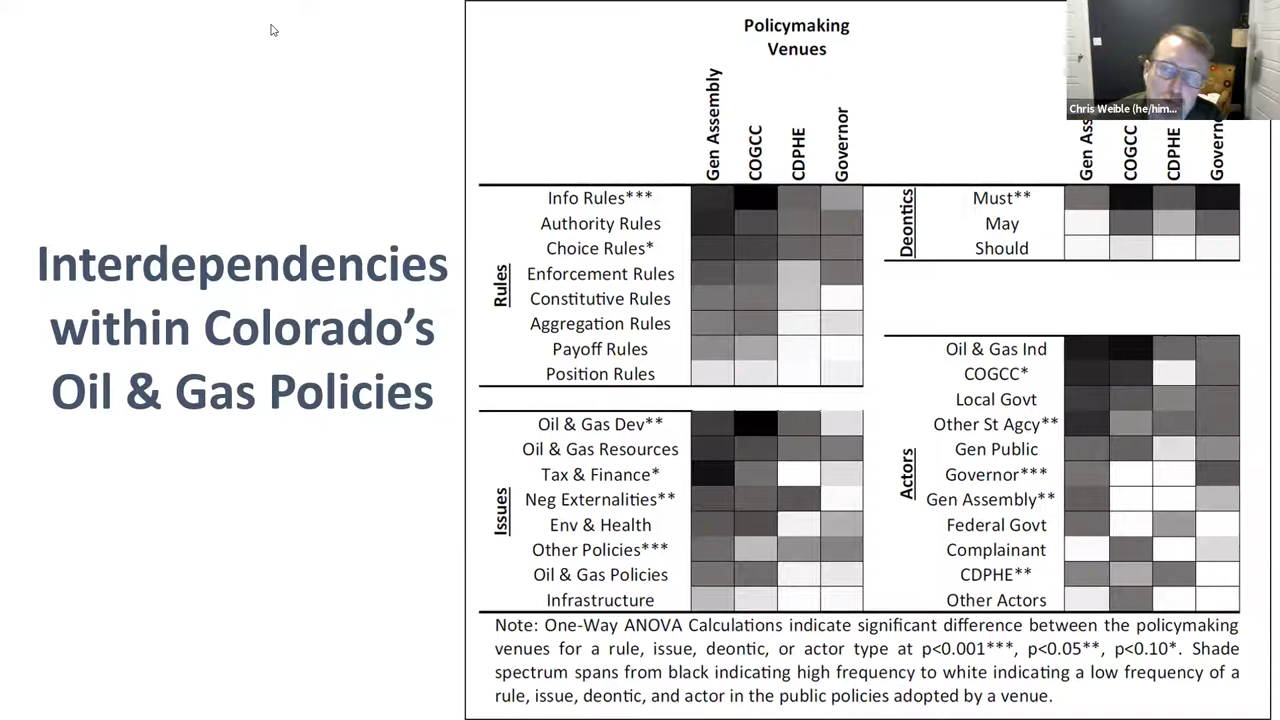 Interdependencies
within Colorado's
Oil & Gas Policies
Policymaking
Venues
Gen Assembly
COGCC
CDPHE
Governor
Rules
Info Rules***
Authority Rules
Choice Rules*
Enforcement Rules
Constitutive Rules
Aggregation Rules
Payoff Rules
Position Rules
Issues
Oil & Gas Dev**
Oil & Gas Resources
Tax & Finance*
Neg Externalities**
Env & Health
Other Policies***
Oil & Gas Policies
Infrastructure
Chris Weible (he/him...
Gen Ass
COGCC
CDPHE
Govern
Deontics
Must**
May
Should
Actors
Oil & Gas Ind
COGCC*
Local Govt
Other St Agcy**
Gen Public
Governor***
Gen Assembly**
Federal Govt
Complainant
CDPHE**
Other Actors
Note: One-Way ANOVA Calculations indicate significant difference between the policymaking
venues for a rule, issue, deontic, or actor type at p<0.001***, p<0.05**, p<0.10*. Shade
spectrum spans from black indicating high frequency to white indicating a low frequency of a
rule, issue, deontic, and actor in the public policies adopted by a venue.